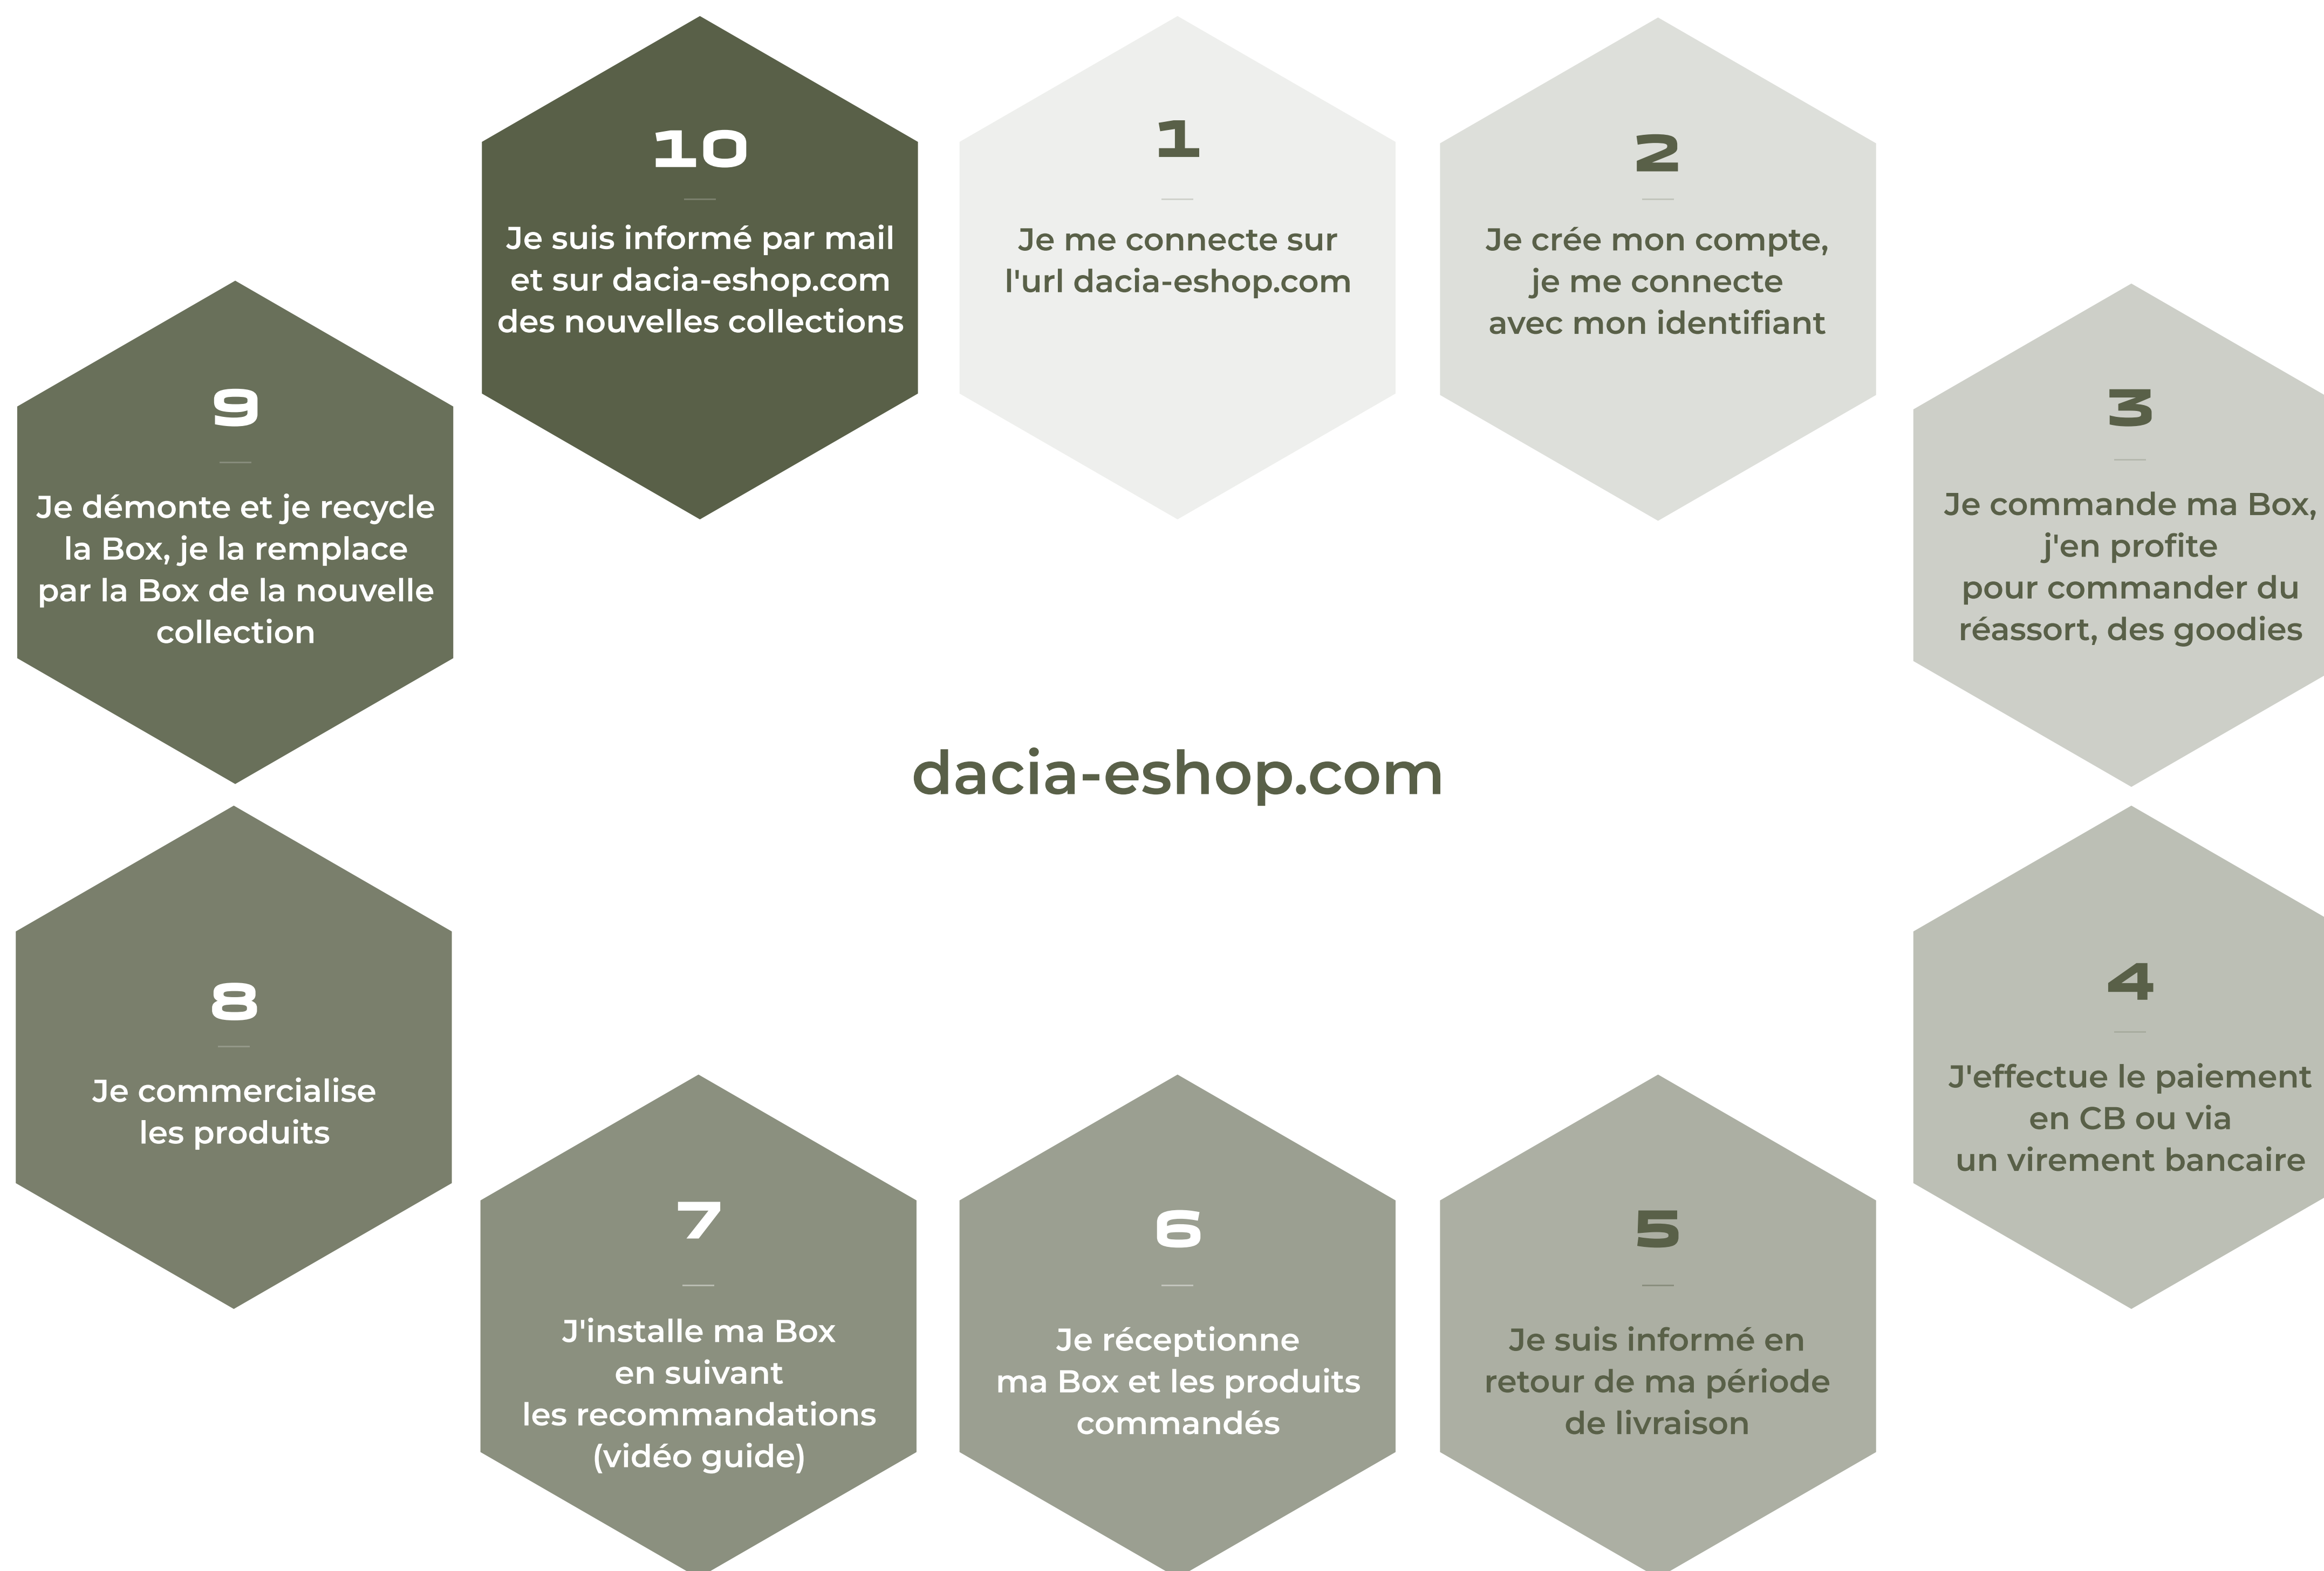 1
Je me connecte sur
l'url dacia-eshop.com
2
Je crée mon compte,
je me connecte
avec mon identifiant
3
Je commande ma Box,
j'en profite
pour commander du
réassort, des goodies
4
J'effectue le paiement
en CB ou via
un virement bancaire
5
Je suis informé en
retour de ma période
de livraison
6
Je réceptionne
ma Box et les produits
commandés
7
J'installe ma Box
en suivant
les recommandations
(vidéo guide)
8
Je commercialise
les produits
9
Je démonte et je recycle
la Box, je la remplace
par la Box de la nouvelle
collection
10
Je suis informé par mail
et sur dacia-eshop.com
des nouvelles collections
dacia-eshop.com